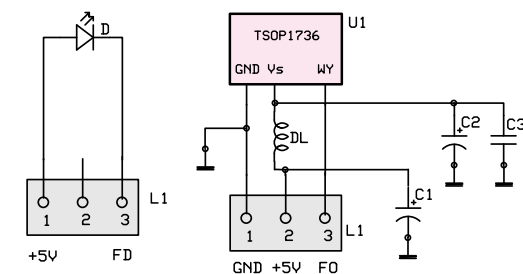 D
1 2 3 L1
+5V FD
U1
TSOP1736
GND Vs WY
DL
C2 C3
C1
1 2 3 L1
GND +5V FO